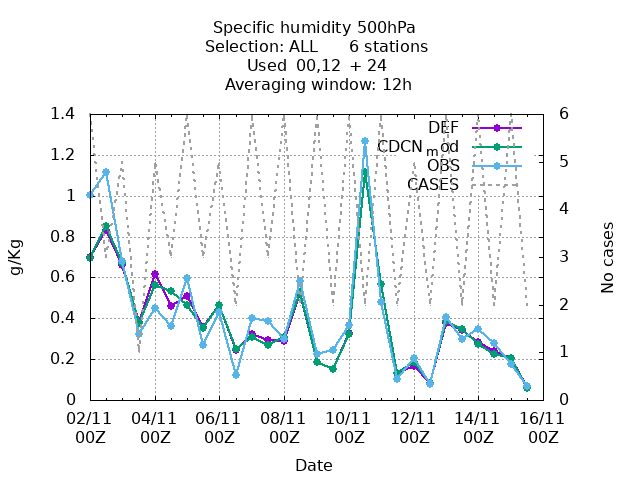 Specific humidity 500hPa
Selection: ALL 6 stations
Used 00,12 + 24
Averaging window: 12h
1.4
1.2
1
0.8
0.6
0.4
0.2
0
g/Kg
6
5
4
3
2
1
0
No cases
DEF
CDCN_mod
OBS
CASES
02/11 04/11 06/11 08/11 10/11 12/11 14/11 16/11
00Z 00Z 00Z 00Z 00Z 00Z 00Z 00Z
Date